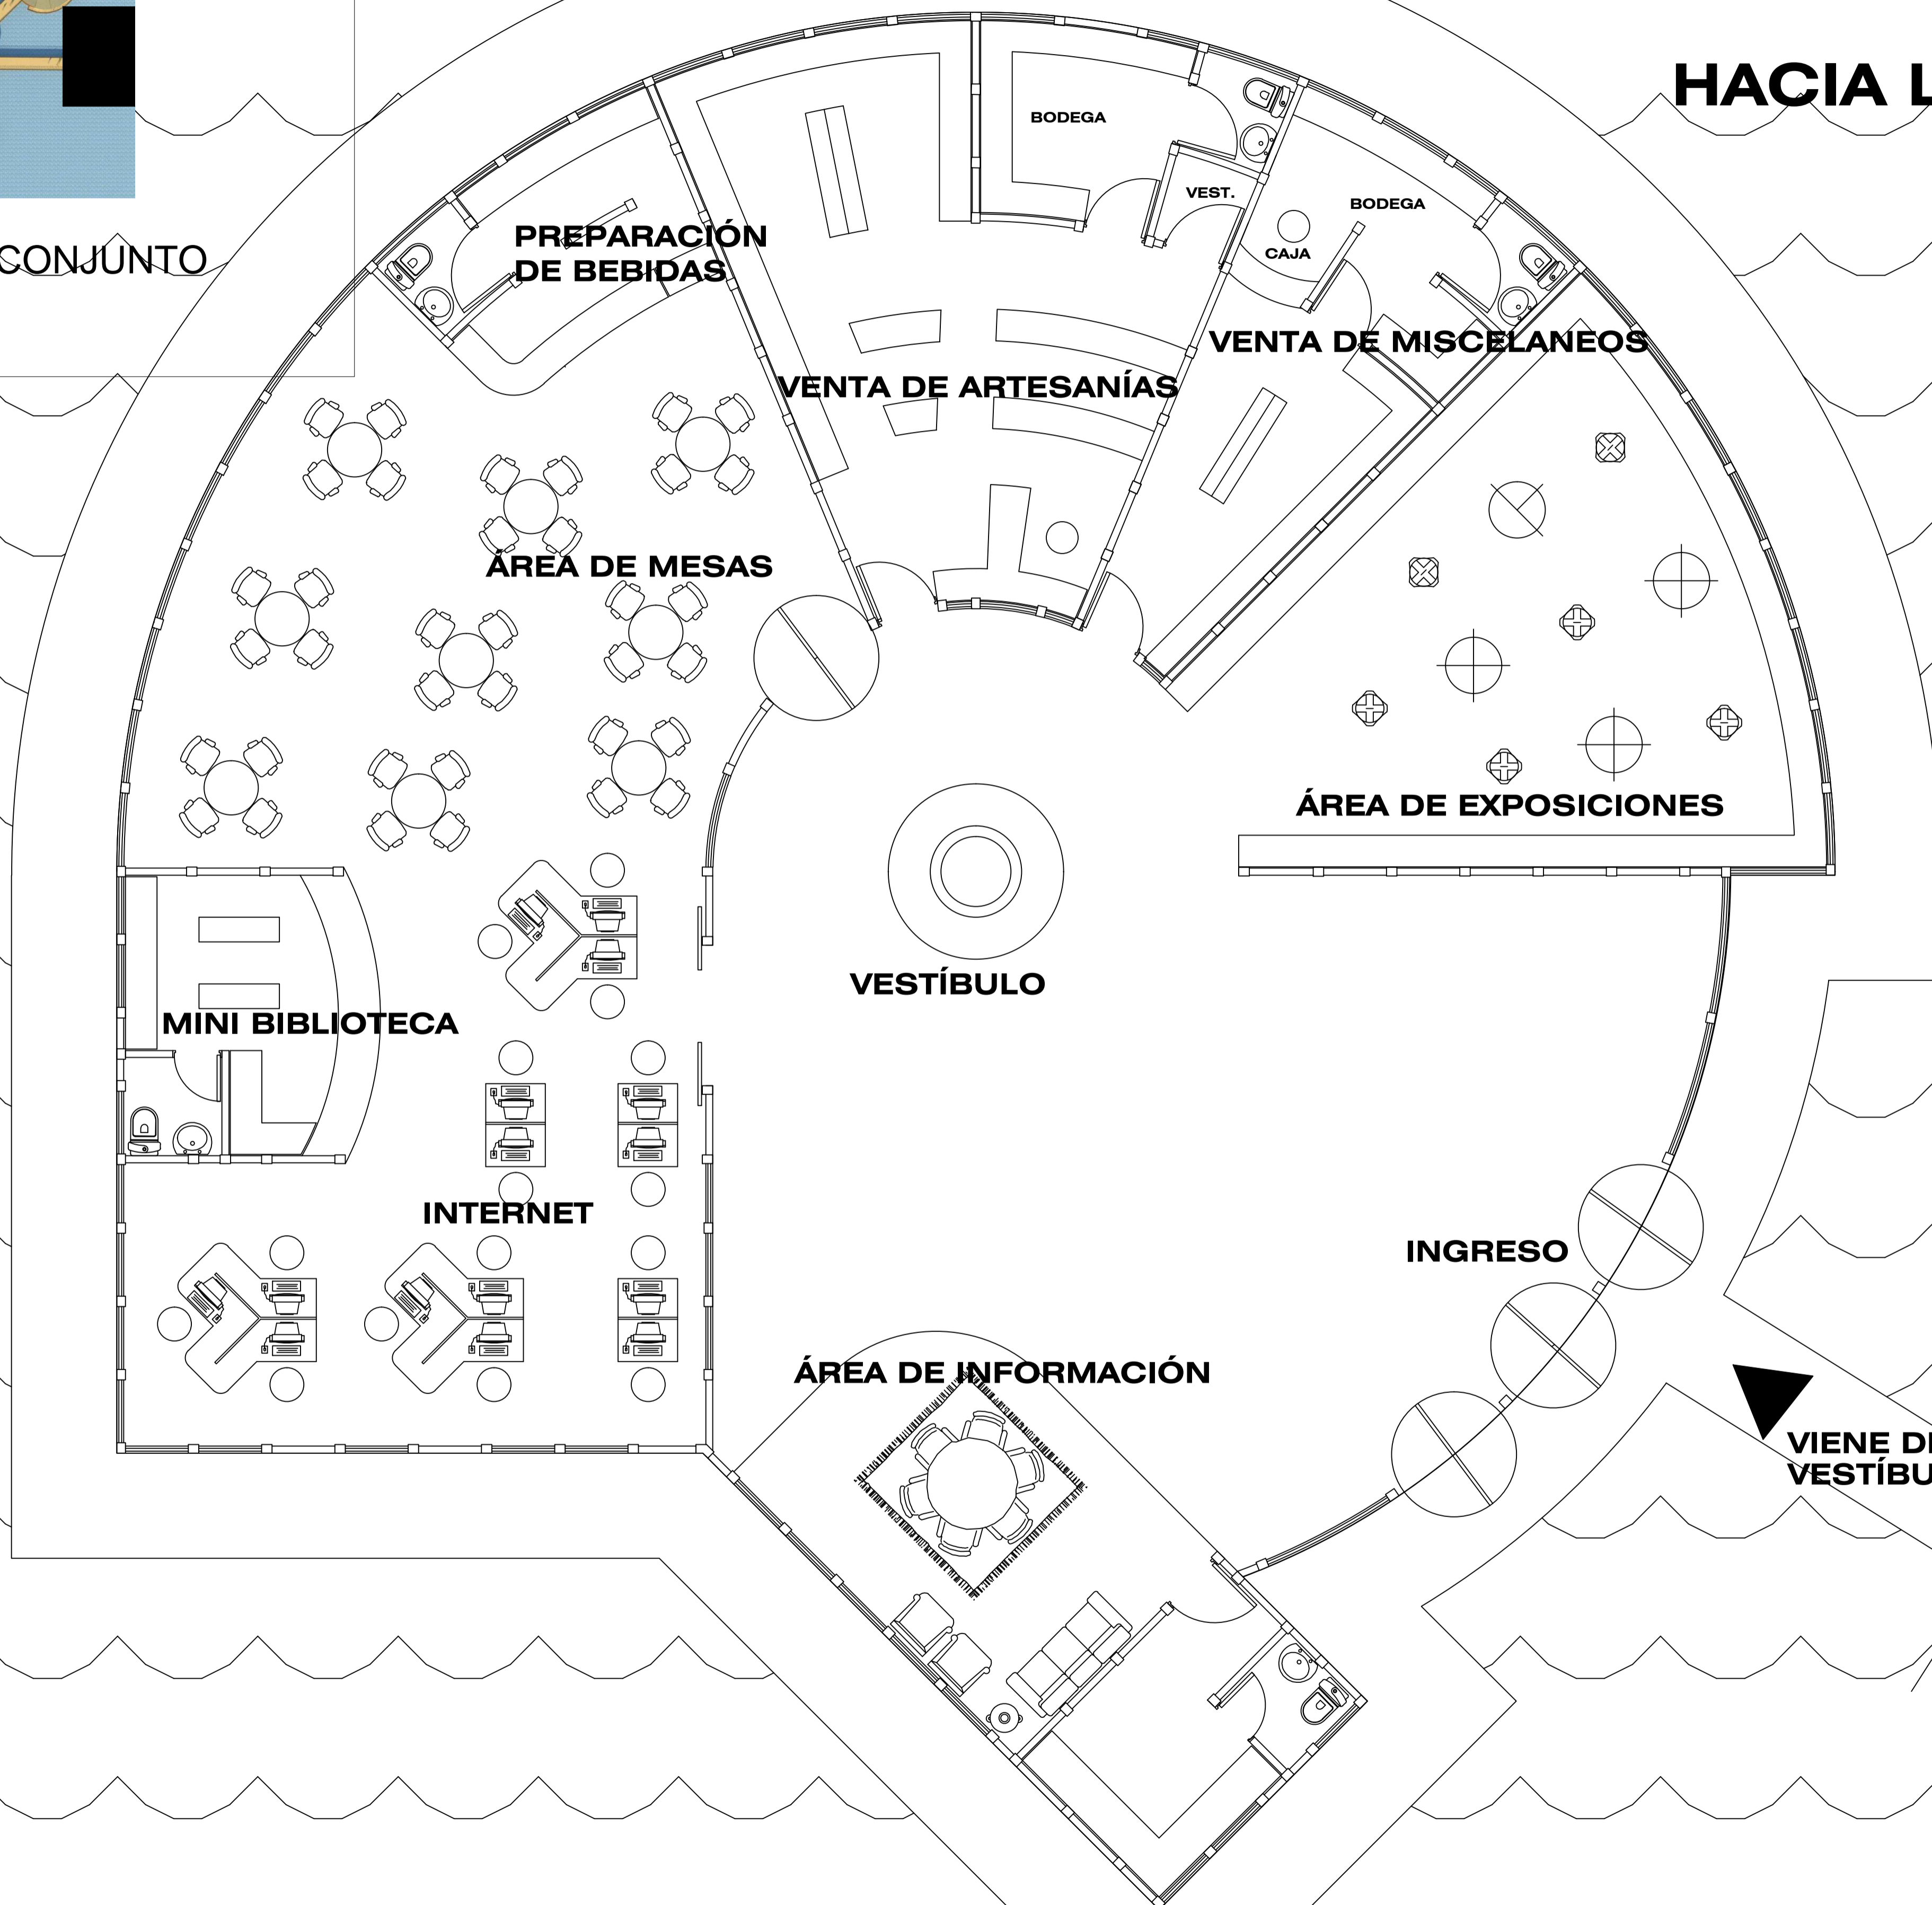 HACIA L
BODEGA
VEST.
BODEGA
CAJA
CONJUNTO
PREPARACIÓN
DE BEBIDAS
VENTA DE MISCELANEOS
VENTA DE ARTESANÍAS
ÁREA DE MESAS
ÁREA DE EXPOSICIONES
VESTÍBULO
MINI BIBLIOTECA
INTERNET
INGRESO
ÁREA DE INFORMACIÓN
VIENE DE
VESTÍBU